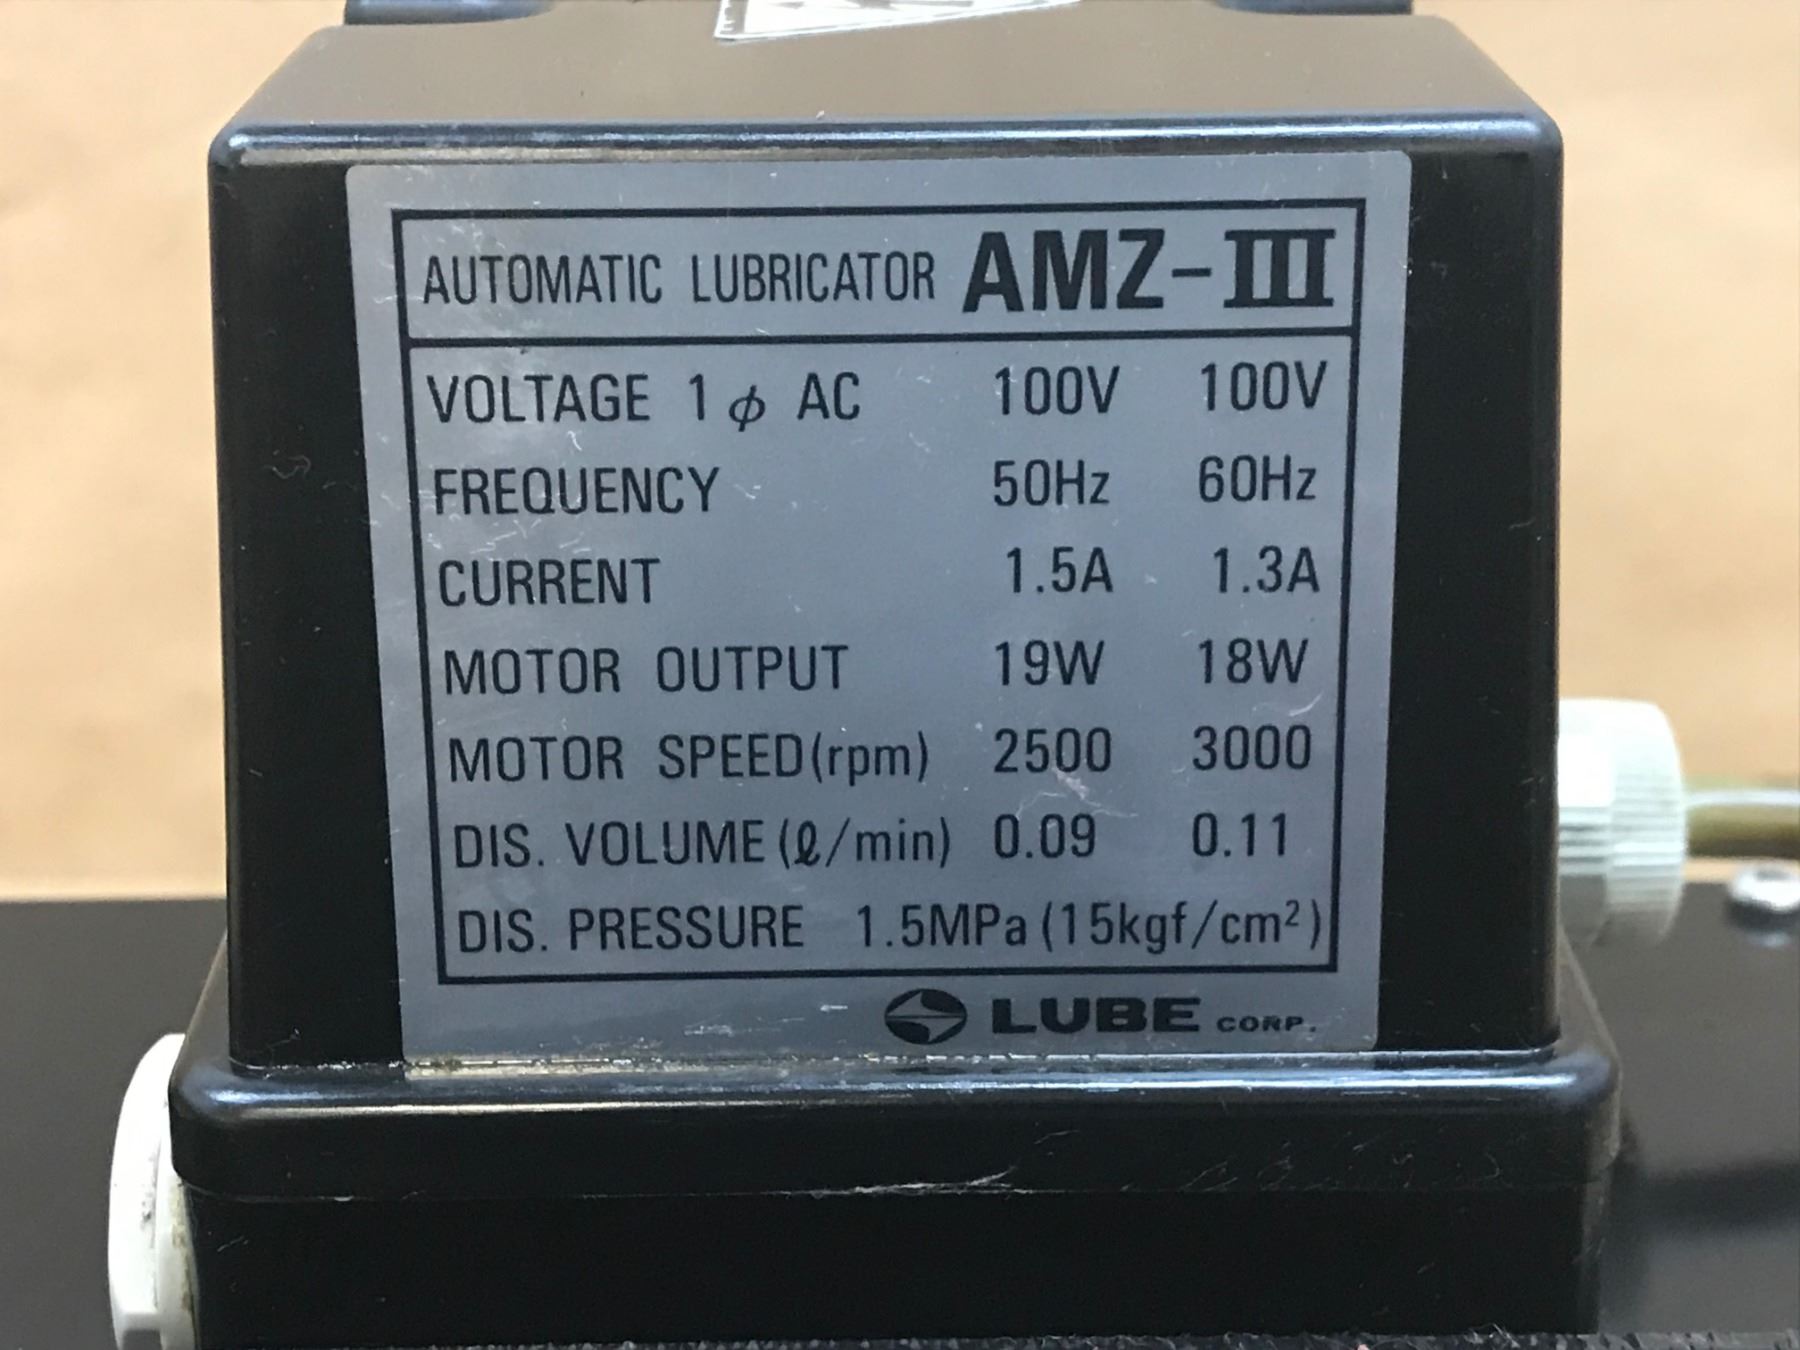 AUTOMATIC LUBRICATOR AMZ-III
VOLTAGE 1φ AC 100V 100V
FREQUENCY 50Hz 60Hz
CURRENT 1.5A 1.3A
MOTOR OUTPUT 19W 18W
MOTOR SPEED(rpm) 2500 3000
DIS. VOLUME(ℓ/min) 0.09 0.11
DIS. PRESSURE 1.5MPa(15kgf/cm²)
LUBE CORP.